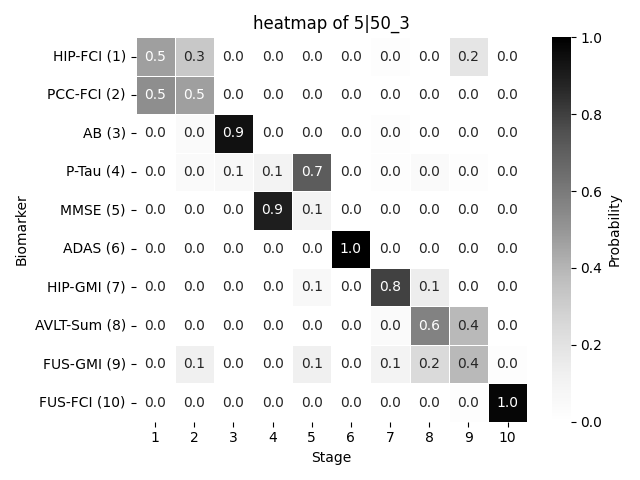 heatmap of 5|50_3
HIP-FCI (1) 0.5 0.3 0.0 0.0 0.0 0.0 0.0 0.0 0.2 0.0
PCC-FCI (2) 0.5 0.5 0.0 0.0 0.0 0.0 0.0 0.0 0.0 0.0
AB (3) 0.0 0.0 0.9 0.0 0.0 0.0 0.0 0.0 0.0 0.0
P-Tau (4) 0.0 0.0 0.1 0.1 0.7 0.0 0.0 0.0 0.0 0.0
MMSE (5) 0.0 0.0 0.0 0.9 0.1 0.0 0.0 0.0 0.0 0.0
ADAS (6) 0.0 0.0 0.0 0.0 0.0 1.0 0.0 0.0 0.0 0.0
HIP-GMI (7) 0.0 0.0 0.0 0.0 0.1 0.0 0.8 0.1 0.0 0.0
AVLT-Sum (8) 0.0 0.0 0.0 0.0 0.0 0.0 0.0 0.6 0.4 0.0
FUS-GMI (9) 0.0 0.1 0.0 0.0 0.1 0.0 0.1 0.2 0.4 0.0
FUS-FCI (10) 0.0 0.0 0.0 0.0 0.0 0.0 0.0 0.0 0.0 1.0
1 2 3 4 5 6 7 8 9 10
Stage
Biomarker
1.0
0.8
0.6
0.4
0.2
0.0
Probability